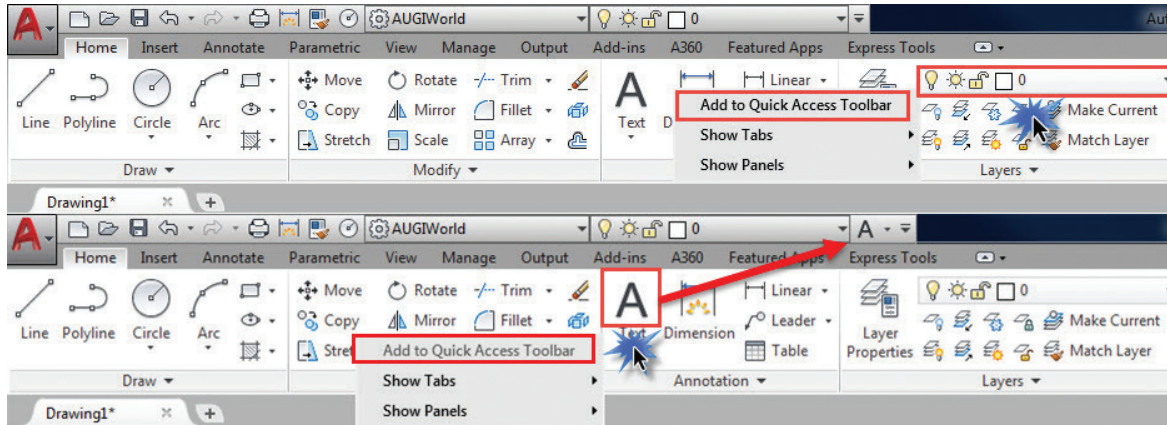 AUGIWorld 0 Au
Home Insert Annotate Parametric View Manage Output Add-ins A360 Featured Apps Express Tools
Move Rotate Trim Linear 0
Line Polyline Circle Arc Copy Mirror Fillet Text D Add to Quick Access Toolbar Make Current
Stretch Scale Array Show Tabs Match Layer
Show Panels
Draw Modify Layers
Drawing1*
AUGIWorld 0 A
Home Insert Annotate Parametric View Manage Output Add-ins A360 Featured Apps Express Tools
Move Rotate Trim Linear 0
Line Polyline Circle Arc Copy Mirror Fillet Text Dimension Leader Layer Properties Make Current
Stret Add to Quick Access Toolbar Table Match Layer
Draw Show Tabs Annotation Layers
Drawing1* Show Panels